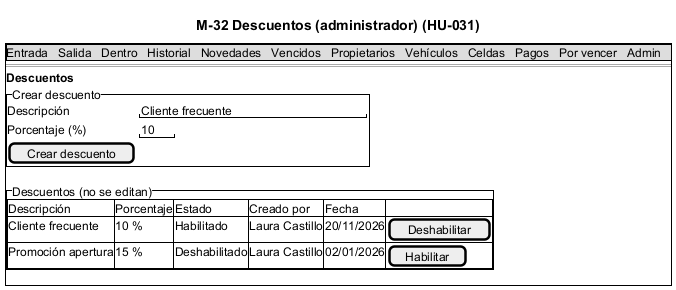 M-32 Descuentos (administrador) (HU-031)
Entrada Salida Dentro Historial Novedades Vencidos Propietarios Vehículos Celdas Pagos Por vencer Admin
Descuentos
Crear descuento
Descripción Cliente frecuente
Porcentaje (%) 10
Crear descuento
Descuentos (no se editan)
Descripción Porcentaje Estado Creado por Fecha
Cliente frecuente 10 % Habilitado Laura Castillo 20/11/2026 Deshabilitar
Promoción apertura 15 % Deshabilitado Laura Castillo 02/01/2026 Habilitar